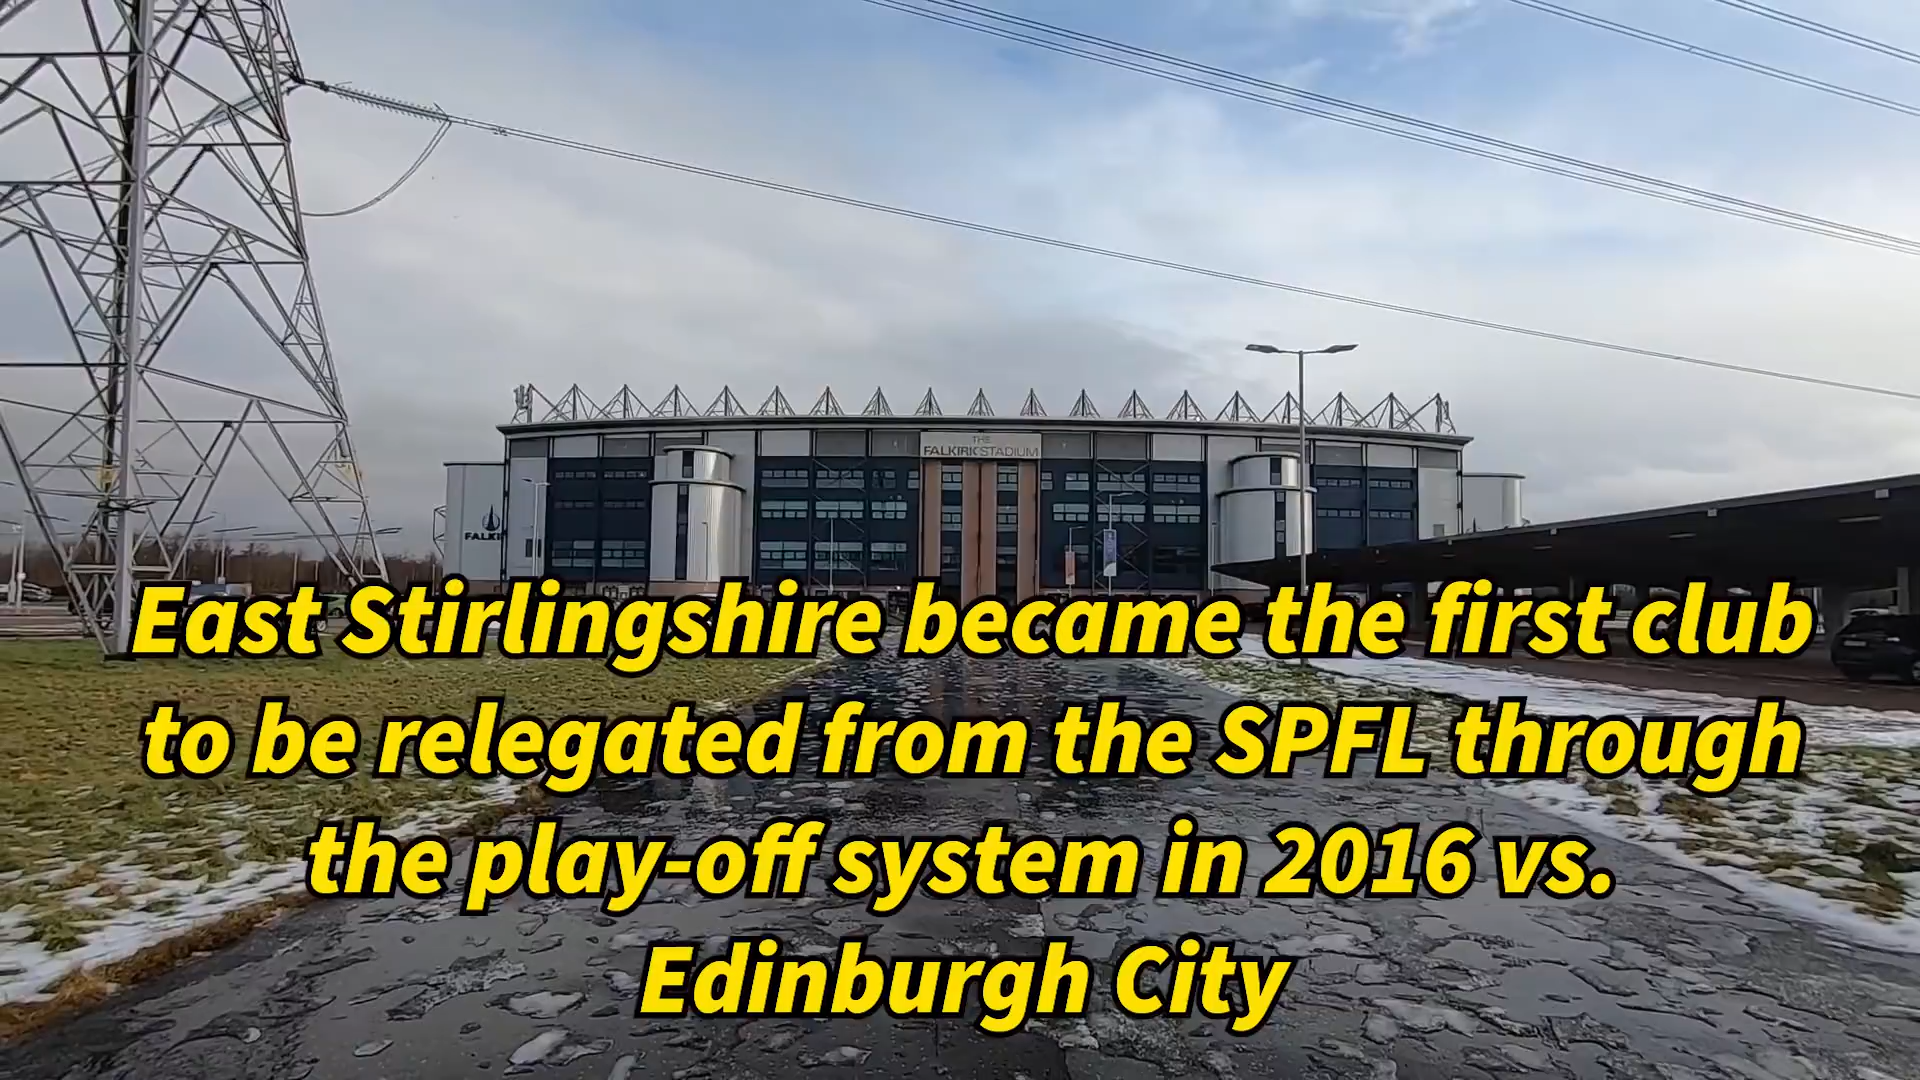 THE
FALKIRK STADIUM
FALKI
East Stirlingshire became the first club
to be relegated from the SPFL through
the play-off system in 2016 vs.
Edinburgh City